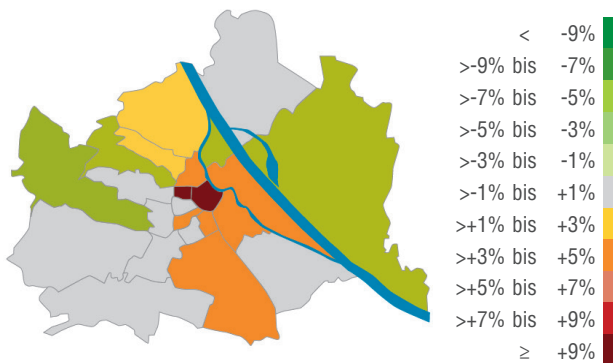 < -9%
>-9% bis -7%
>-7% bis -5%
>-5% bis -3%
>-3% bis -1%
>-1% bis +1%
>+1% bis +3%
>+3% bis +5%
>+5% bis +7%
>+7% bis +9%
≥ +9%